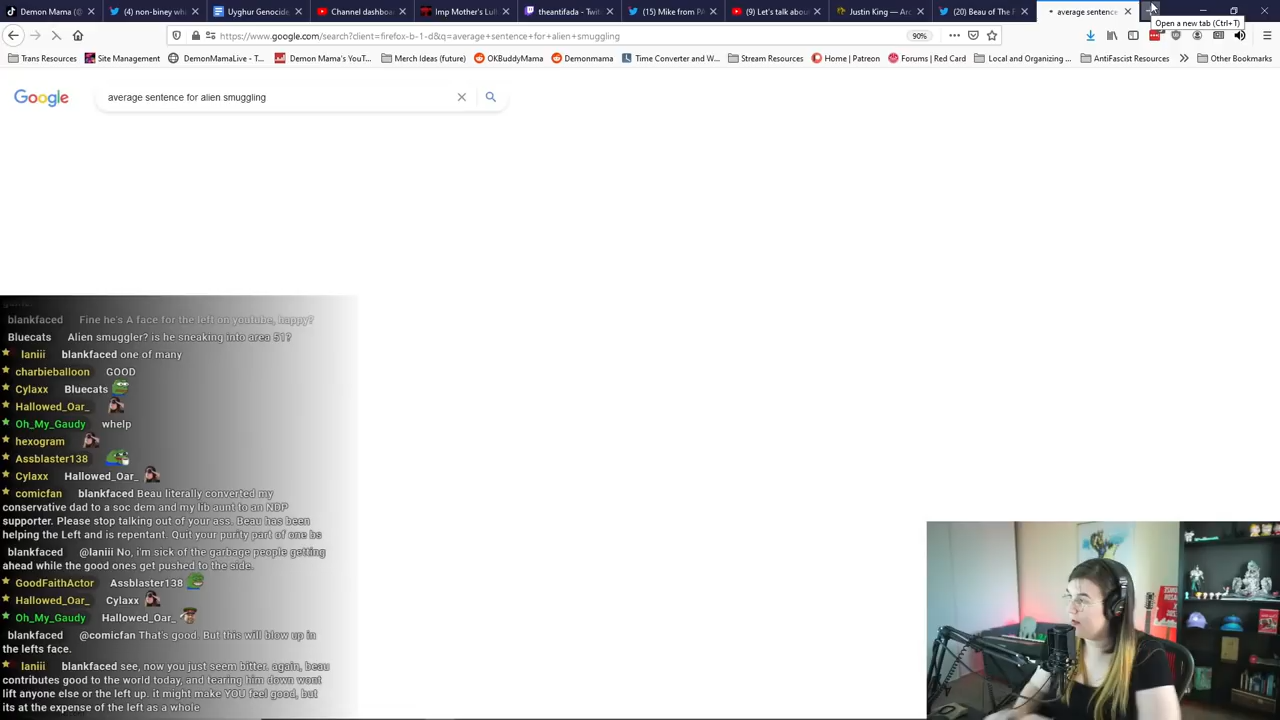 Demon Mama (
(4) non-biney wh
Uyghur Genocide
Channel dashboa
Imp Mother's Lul
theantifada - Twit
(15) Mike from PA
(9) Let's talk abou
Justin King — Arc
(20) Beau of The F
average sentence
Open a new tab (Ctrl+T)
https://www.google.com/search?client=firefox-b-1-d&q=average+sentence+for+alien+smuggling
90%
Trans Resources
Site Management
DemonMamaLive - T...
Demon Mama's YouT...
Merch Ideas (youtube)
OKBuddyMama
Demonmama
Time Converter and W...
Stream Resources
Home | Patreon
Forums | Red Card
Local and Organizing ...
AntiFascist Resources
Other Bookmarks
Google
average sentence for alien smuggling
blankfaced Fine he's A face for the left on youtube, happy?
Bluecats Alien smuggler? is he sneaking into area 51?
laniii blankfaced one of many
charbieballoon GOOD
Cylaxx Bluecats
Hallowed_Oar_
Oh_My_Gaudy whelp
hexogram
Assblaster138
Cylaxx Hallowed_Oar_
comicfan blankfaced Beau literally converted my
conservative dad to a soc dem and my lib aunt to an NDP
supporter. Please stop talking out of your ass. Beau has been
helping the Left and is repentant. Quit your purity part of one bs
blankfaced @laniii No, i'm sick of the garbage people getting
ahead while the good ones get pushed to the side.
GoodFaithActor Assblaster138
Hallowed_Oar_ Cylaxx
Oh_My_Gaudy Hallowed_Oar_
blankfaced @comicfan That's good. But this will blow up in
the lefts face.
laniii blankfaced see, now you just seem bitter. again, beau
contributes good to the world today, and tearing him down wont
lift anyone else or the left up. it might make YOU feel good, but
its at the expense of the left as a whole